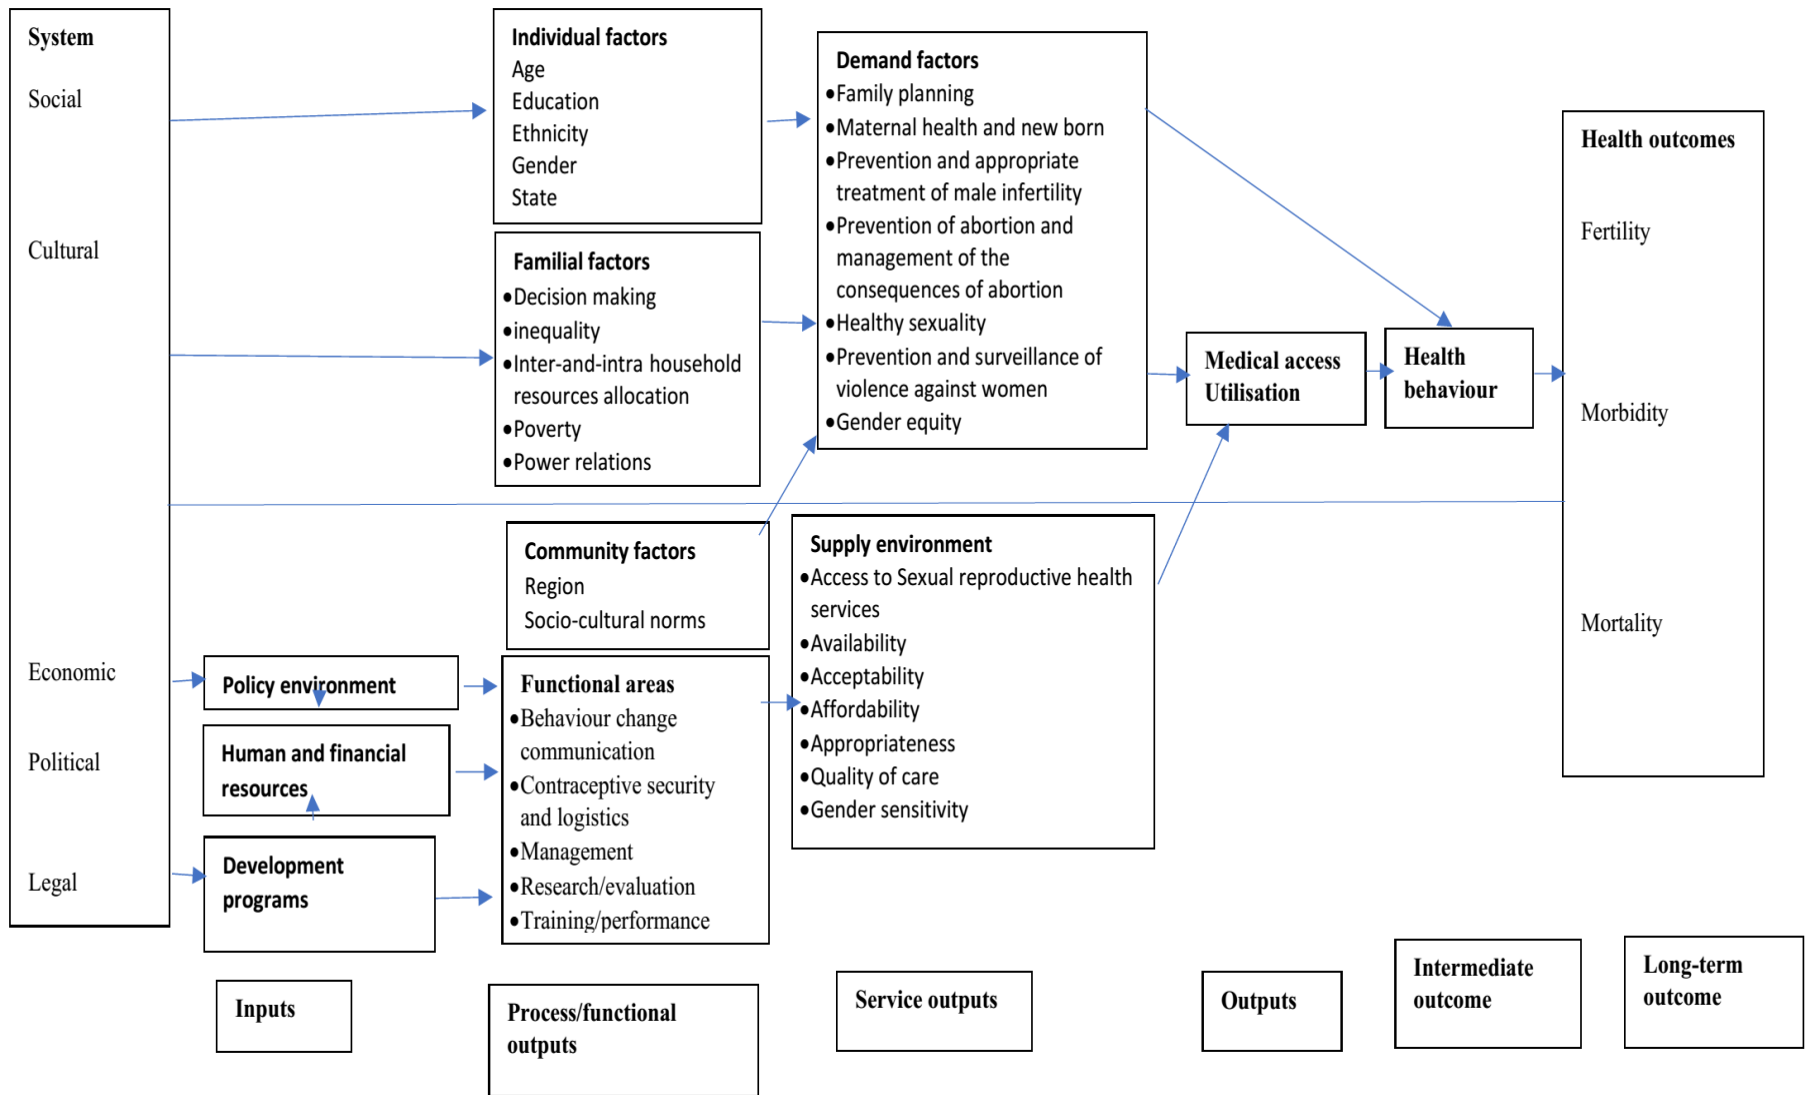 System
Social
Cultural
Economic
Political
Legal
Individual factors
Age
Education
Ethnicity
Gender
State
Familial factors
•Decision making
•inequality
•Inter-and-intra household
resources allocation
•Poverty
•Power relations
Community factors
Region
Socio-cultural norms
Policy environment
Human and financial
resources
Development
programs
Functional areas
•Behaviour change
communication
•Contraceptive security
and logistics
•Management
•Research/evaluation
•Training/performance
Demand factors
•Family planning
•Maternal health and new born
•Prevention and appropriate
treatment of male infertility
•Prevention of abortion and
management of the
consequences of abortion
•Healthy sexuality
•Prevention and surveillance of
violence against women
•Gender equity
Supply environment
•Access to Sexual reproductive health
services
•Availability
•Acceptability
•Affordability
•Appropriateness
•Quality of care
•Gender sensitivity
Medical access
Utilisation
Health
behaviour
Health outcomes
Fertility
Morbidity
Mortality
Inputs
Process/functional
outputs
Service outputs
Outputs
Intermediate
outcome
Long-term
outcome